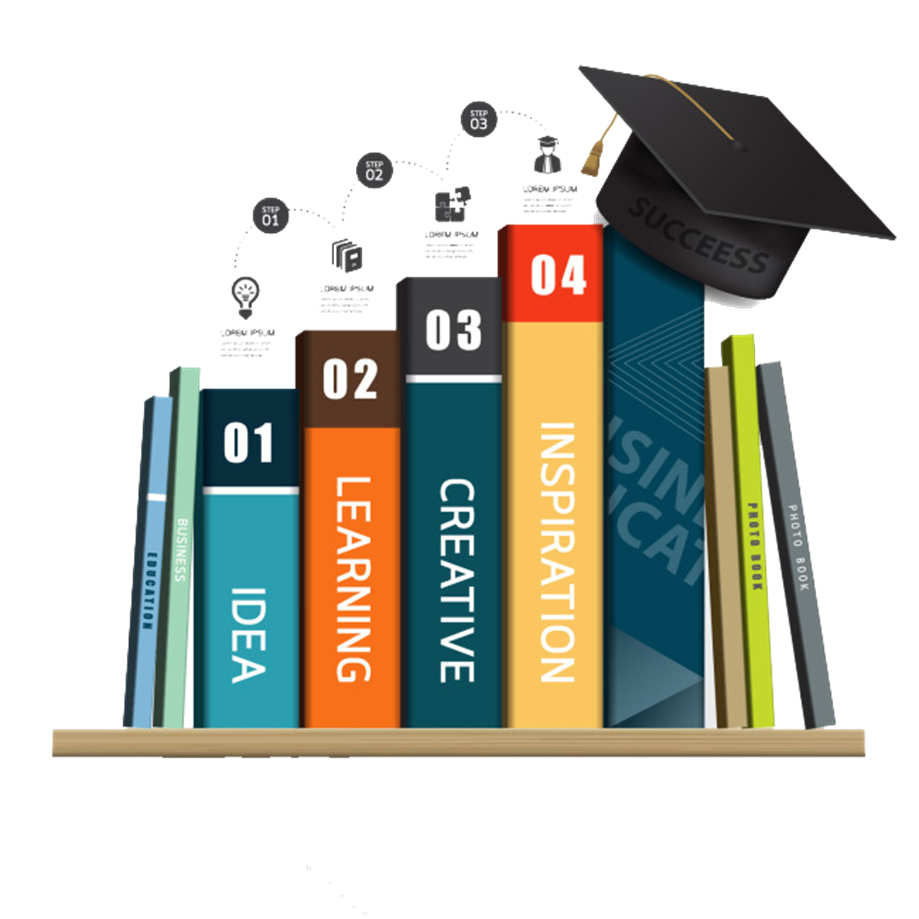 STEP
03
STEP
02
STEP
01
LOREM IPSUM
LOREM IPSUM
LOREM IPSUM
LOREM IPSUM
SUCCEESS
04
03
02
01
EDUCATION
BUSINESS
IDEA
LEARNING
CREATIVE
INSPIRATION
PHOTO BOOK
PHOTO BOOK